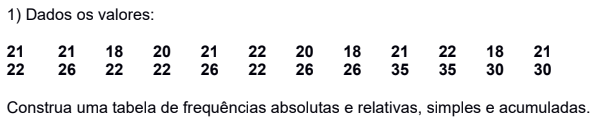 1) Dados os valores:
21 21 18 20 21 22 20 18 21 22 18 21
22 26 22 22 26 22 26 26 35 35 30 30
Construa uma tabela de frequências absolutas e relativas, simples e acumuladas.